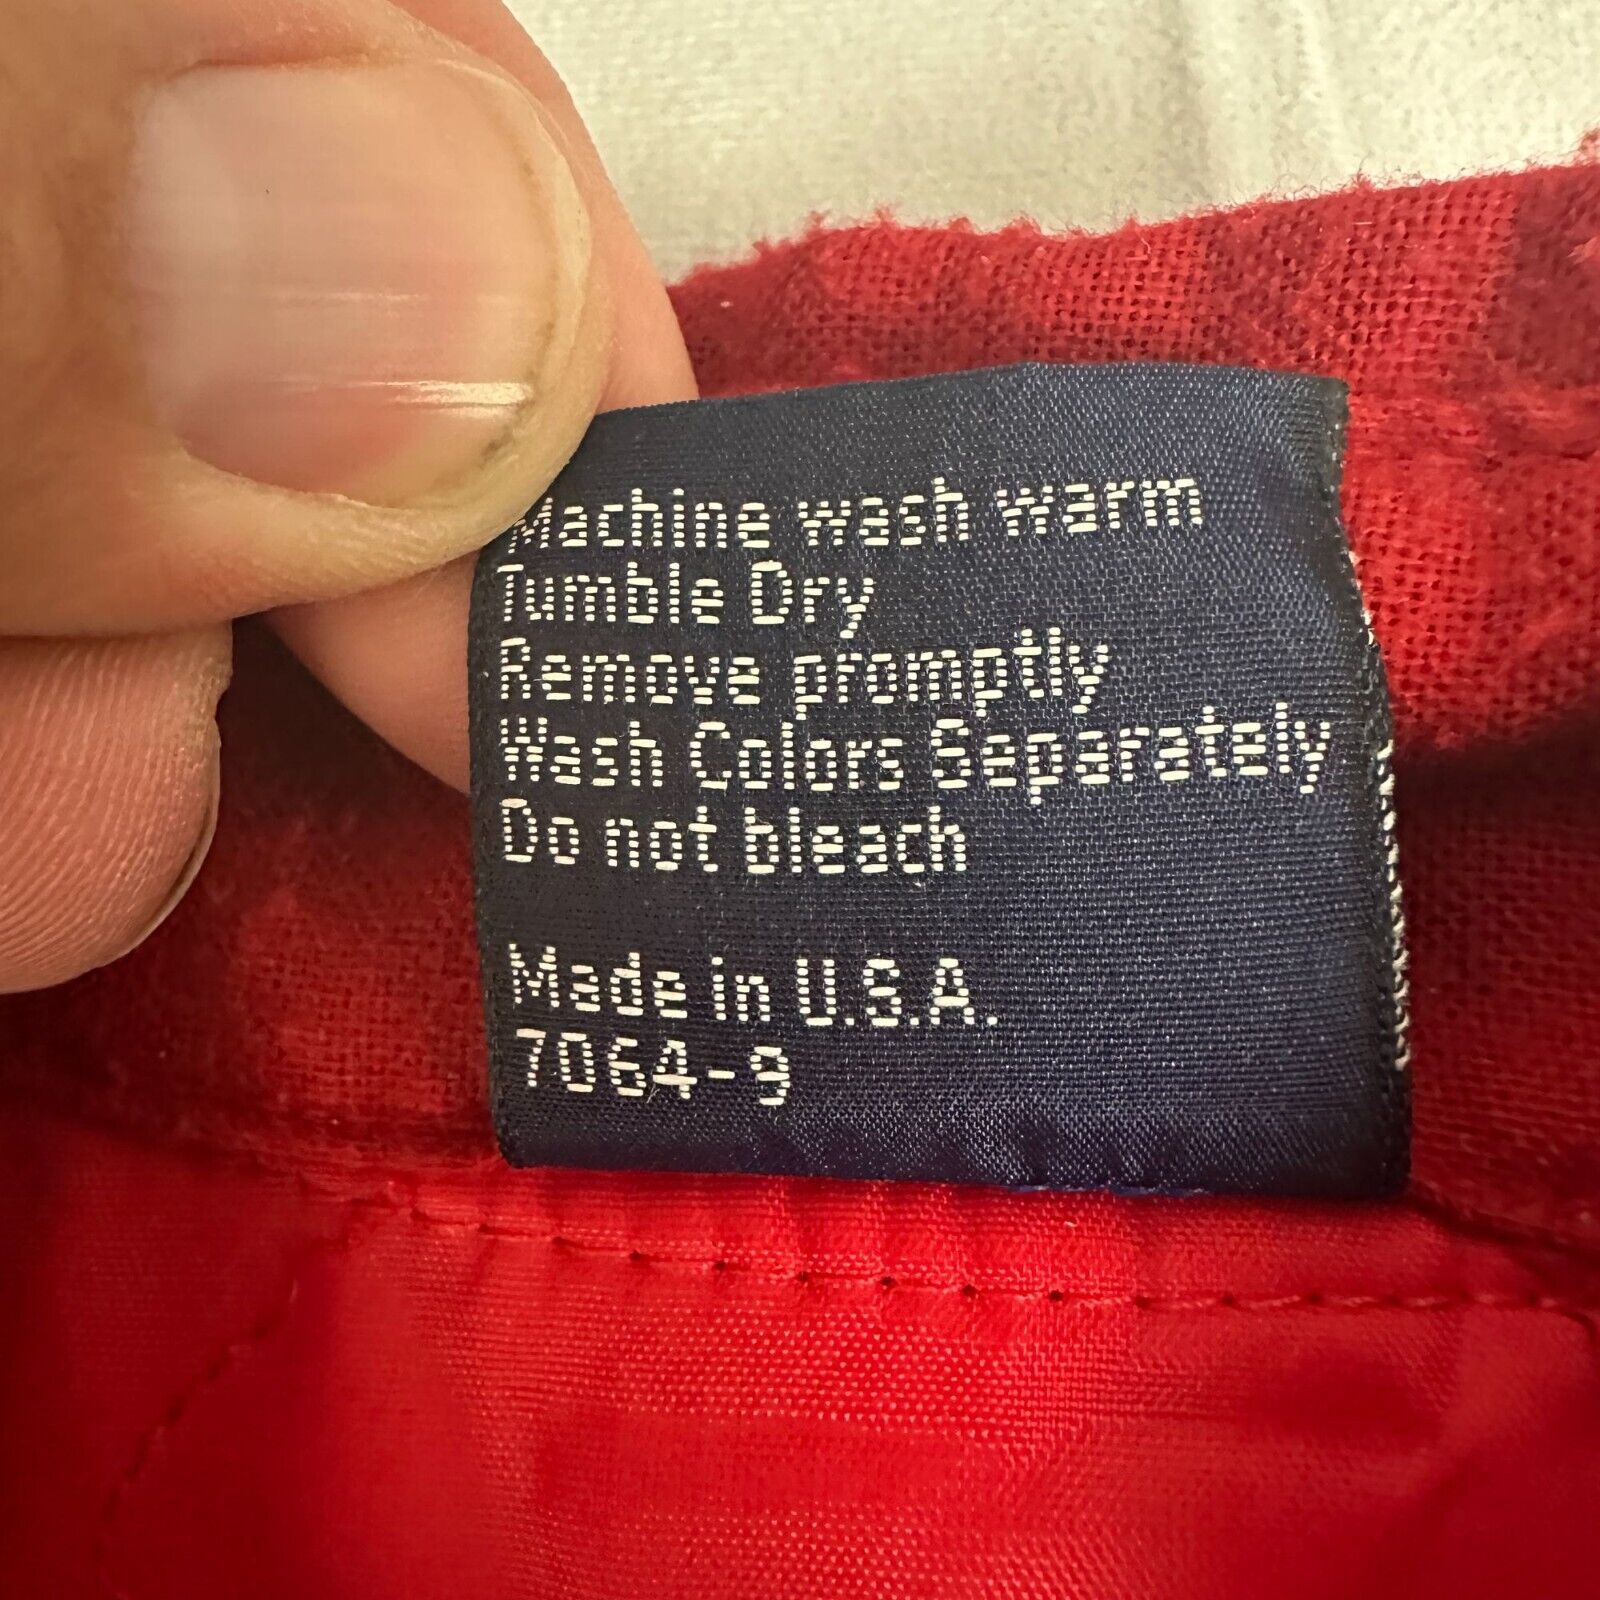 Machine wash warm
Tumble Dry
Remove promptly
Wash Colors Separately
Do not bleach
Made in U.S.A.
7064-9